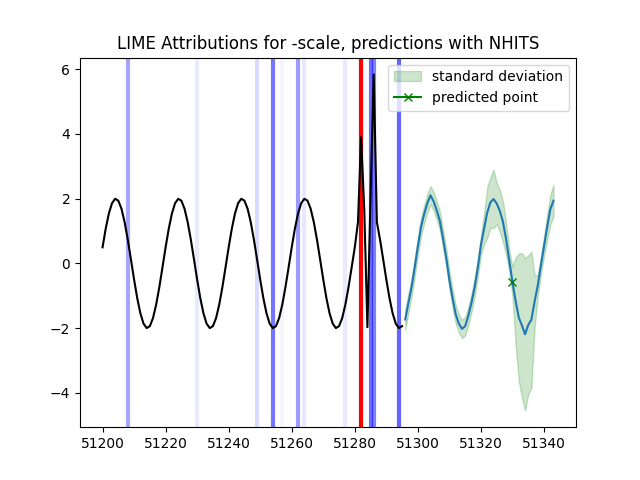 LIME Attributions for -scale, predictions with NHITS
standard deviation
predicted point
6
4
2
0
−2
−4
51200 51220 51240 51260 51280 51300 51320 51340